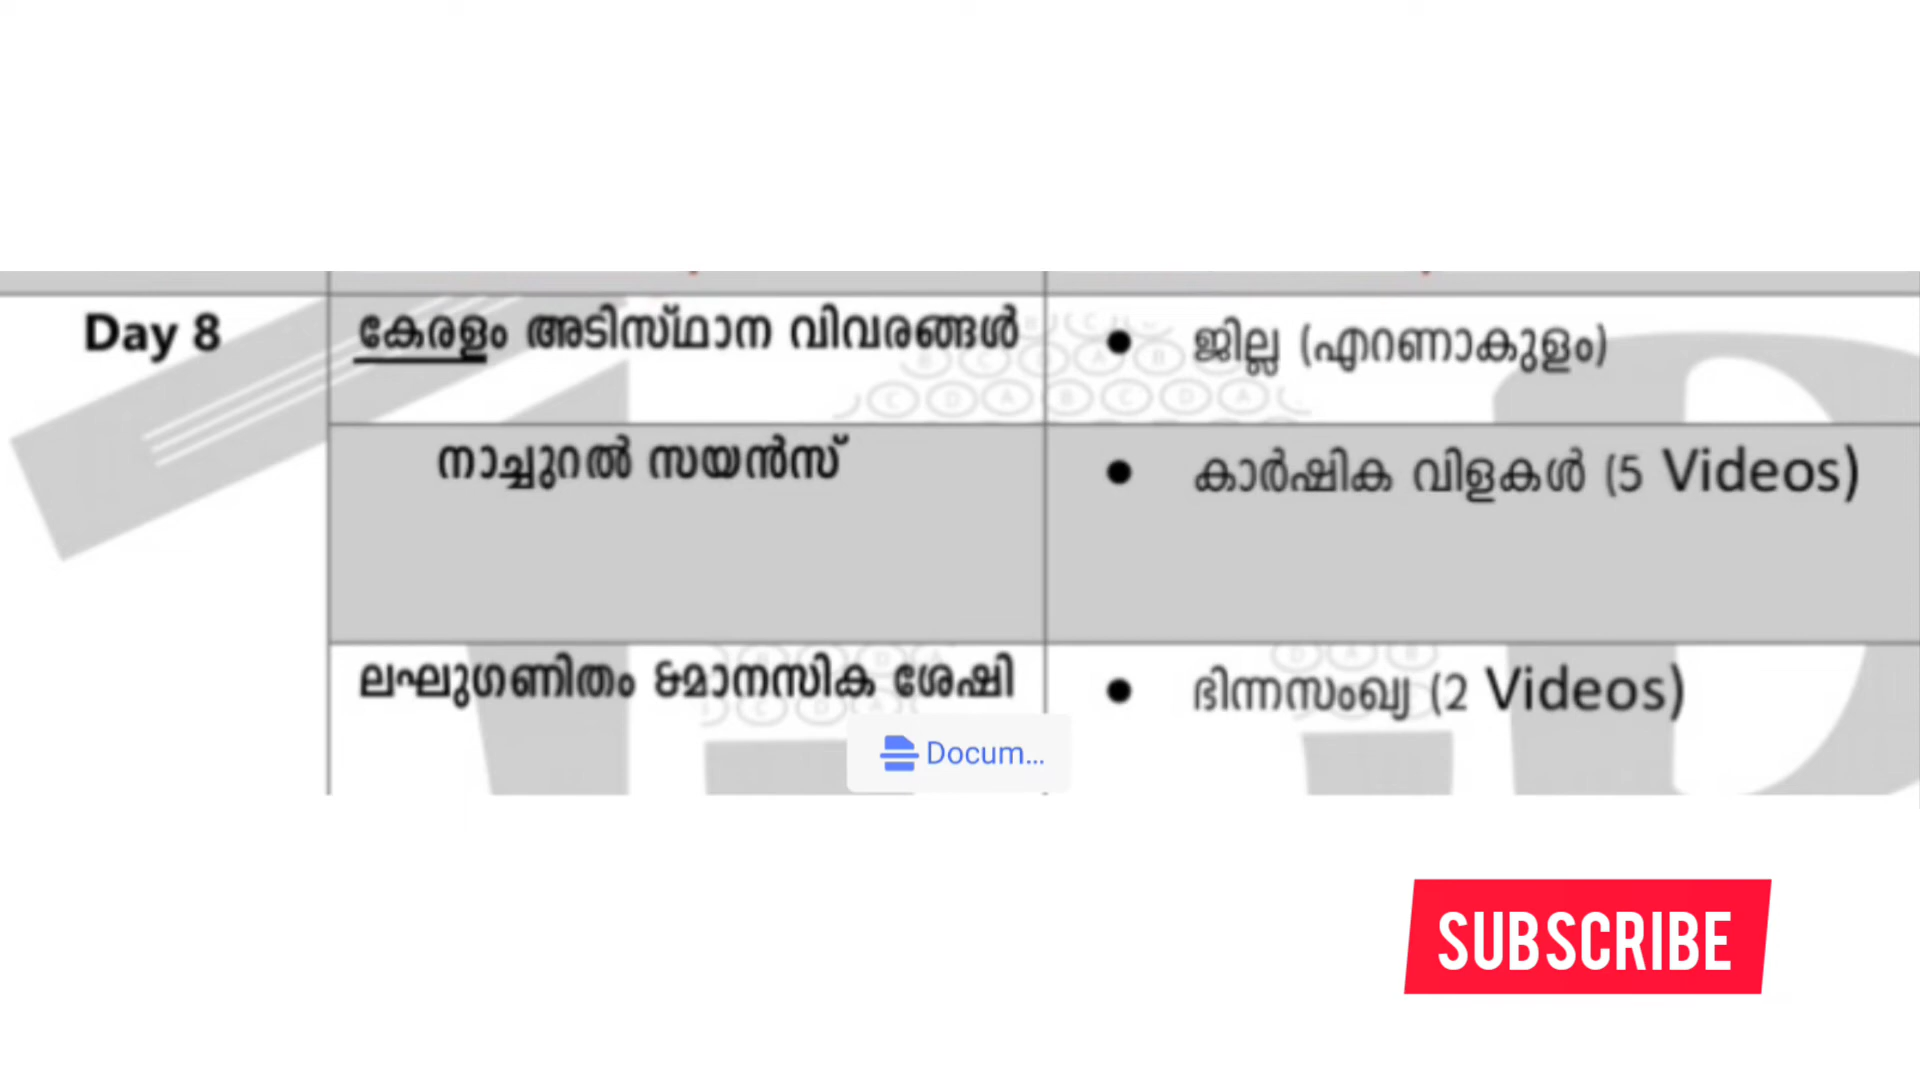 Day 8
കേരളം അടിസ്ഥാന വിവരങ്ങൾ
● ജില്ല (എറണാകുളം)
നാച്ചുറൽ സയൻസ്
● കാർഷിക വിളകൾ (5 Videos)
ലഘുഗണിതം &മാനസിക ശേഷി
● ഭിന്നസംഖ്യ (2 Videos)
Docum...
SUBSCRIBE